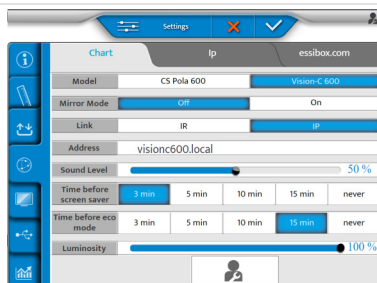 Settings
Chart Ip essibox.com
Model CS Pola 600 Vision-C 600
Mirror Mode Off On
Link IR IP
Address visionc600.local
Sound Level 50 %
Time before screen saver 3 min 5 min 10 min 15 min never
Time before eco mode 3 min 5 min 10 min 15 min never
Luminosity 100 %